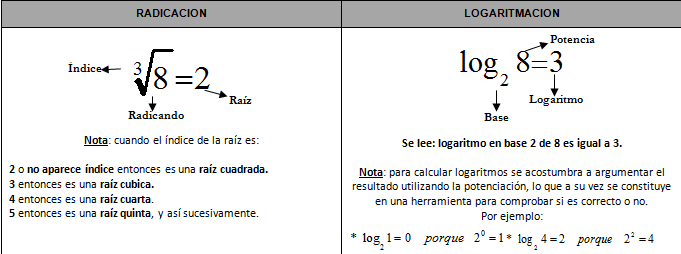 RADICACION
Índice
∛8 = 2
Raíz
Radicando
Nota: cuando el índice de la raíz es:
2 o no aparece índice entonces es una raíz cuadrada.
3 entonces es una raíz cubica.
4 entonces es una raíz cuarta.
5 entonces es una raíz quinta, y así sucesivamente.
LOGARITMACION
Potencia
log₂ 8=3
Logaritmo
Base
Se lee: logaritmo en base 2 de 8 es igual a 3.
Nota: para calcular logaritmos se acostumbra a argumentar el
resultado utilizando la potenciación, lo que a su vez se constituye
en una herramienta para comprobar si es correcto o no.
Por ejemplo:
* log₂ 1 = 0 porque 2⁰ = 1 * log₂ 4 = 2 porque 2² = 4